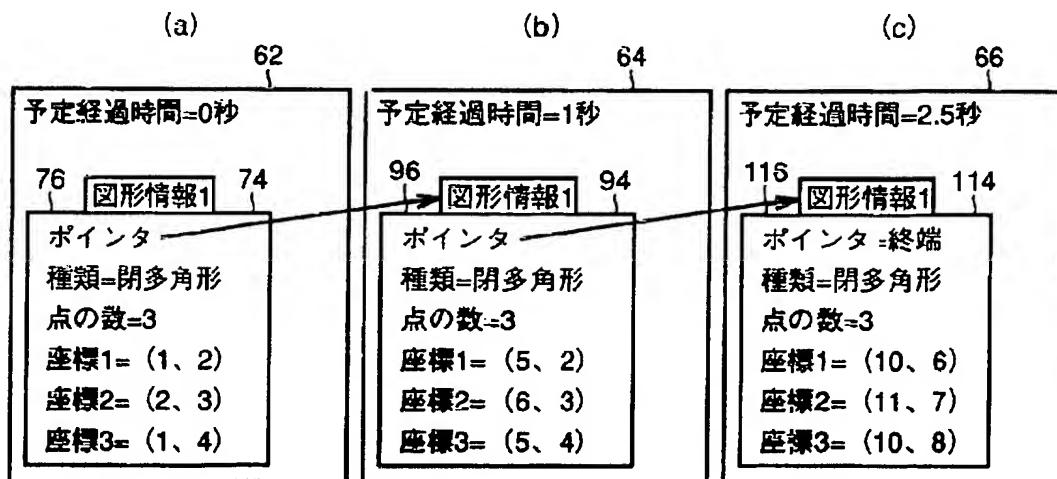 (a)
62
予定経過時間=0秒
76
図形情報1
74
ポインタ
種類=閉多角形
点の数=3
座標1=（1、2）
座標2=（2、3）
座標3=（1、4）
(b)
64
予定経過時間=1秒
96
図形情報1
94
ポインタ
種類=閉多角形
点の数=3
座標1=（5、2）
座標2=（6、3）
座標3=（5、4）
(c)
66
予定経過時間=2.5秒
116
図形情報1
114
ポインタ=終端
種類=閉多角形
点の数=3
座標1=（10、6）
座標2=（11、7）
座標3=（10、8）